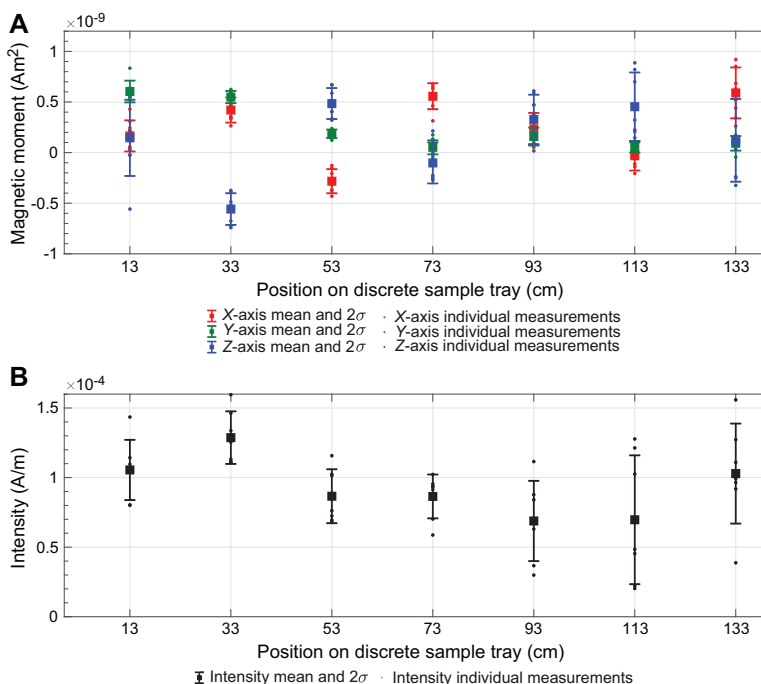 A
×10⁻⁹
1
0.5
0
-0.5
-1
Magnetic moment (Am²)
13 33 53 73 93 113 133
Position on discrete sample tray (cm)
X-axis mean and 2σ X-axis individual measurements
Y-axis mean and 2σ Y-axis individual measurements
Z-axis mean and 2σ Z-axis individual measurements
B
×10⁻⁴
1.5
1
0.5
0
Intensity (A/m)
13 33 53 73 93 113 133
Position on discrete sample tray (cm)
Intensity mean and 2σ Intensity individual measurements